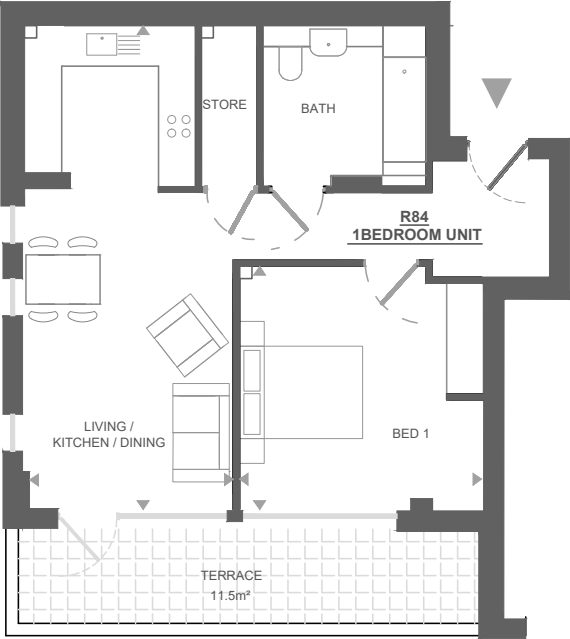 STORE
BATH
R84
1BEDROOM UNIT
LIVING /
KITCHEN / DINING
BED 1
TERRACE
11.5m²